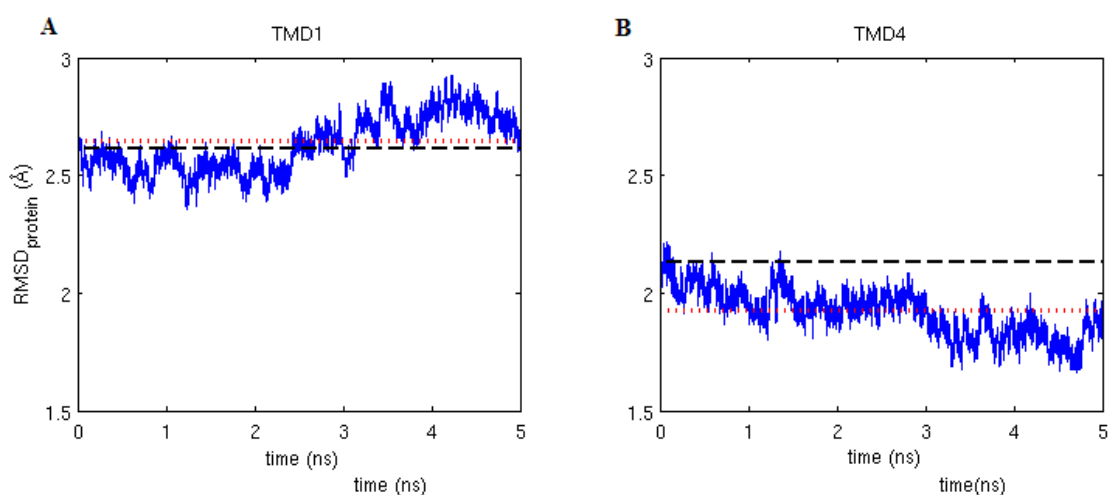 A
TMD1
RMSDprotein (Å)
3
2.5
2
1.5
0 1 2 3 4 5
time (ns)
time (ns)
B
TMD4
3
2.5
2
1.5
0 1 2 3 4 5
time (ns)
time(ns)